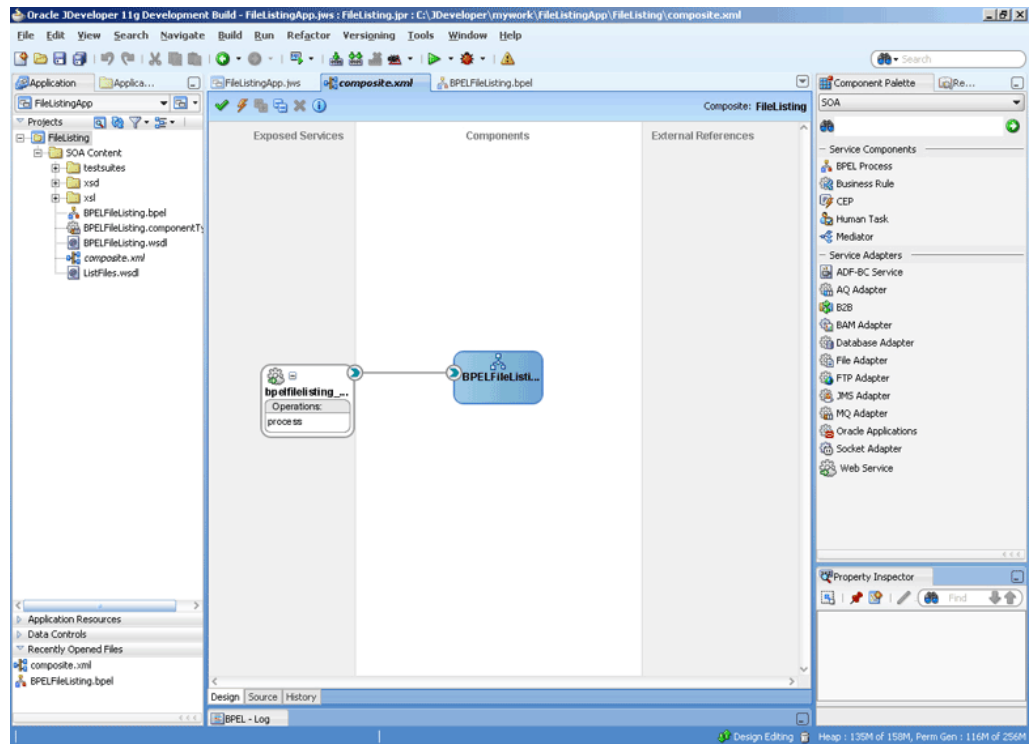 Oracle JDeveloper 11g Development Build - FileListingApp.jws : FileListing.jpr : C:\JDeveloper\mywork\FileListingApp\FileListing\composite.xml
File Edit View Search Navigate Build Run Refactor Versioning Tools Window Help
Search
Application
Applica...
FileListingApp.jws
composite.xml
BPELFileListing.bpel
Component Palette
Re...
FileListingApp
Composite: FileListing
SOA
Projects
FileListing
SOA Content
testsuites
xsd
xsl
BPELFileListing.bpel
BPELFileListing.componentTy
BPELFileListing.wsdl
composite.xml
ListFiles.wsdl
Exposed Services
Components
External References
bpelfilelisting_...
Operations:
process
BPELFileListi...
Service Components
BPEL Process
Business Rule
CEP
Human Task
Mediator
Service Adapters
ADF-BC Service
AQ Adapter
B2B
BAM Adapter
Database Adapter
File Adapter
FTP Adapter
JMS Adapter
MQ Adapter
Oracle Applications
Socket Adapter
Web Service
Property Inspector
Find
Application Resources
Data Controls
Recently Opened Files
composite.xml
BPELFileListing.bpel
Design Source History
BPEL - Log
Design Editing
Heap : 135M of 158M, Perm Gen : 116M of 256M